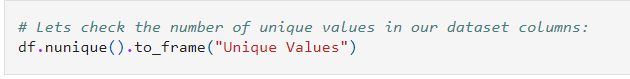 # Lets check the number of unique values in our dataset columns:
df.nunique().to_frame("Unique Values")